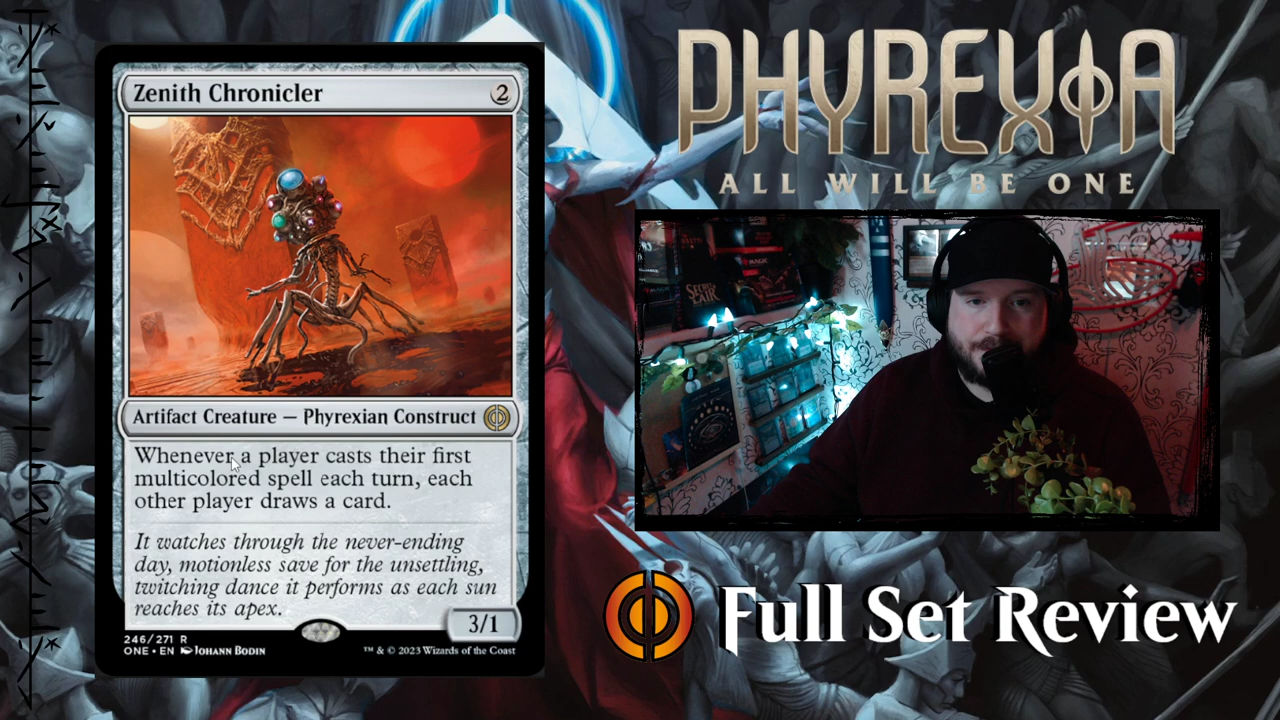 Zenith Chronicler 2
Artifact Creature — Phyrexian Construct
Whenever a player casts their first
multicolored spell each turn, each
other player draws a card.
It watches through the never-ending
day, motionless save for the unsettling,
twitching dance it performs as each sun
reaches its apex.
3/1
246/271 R
ONE • EN Johann Bodin
™ & © 2023 Wizards of the Coast
PHYREXIA
ALL WILL BE ONE
SECRET
LAIR
MAGIC
Full Set Review